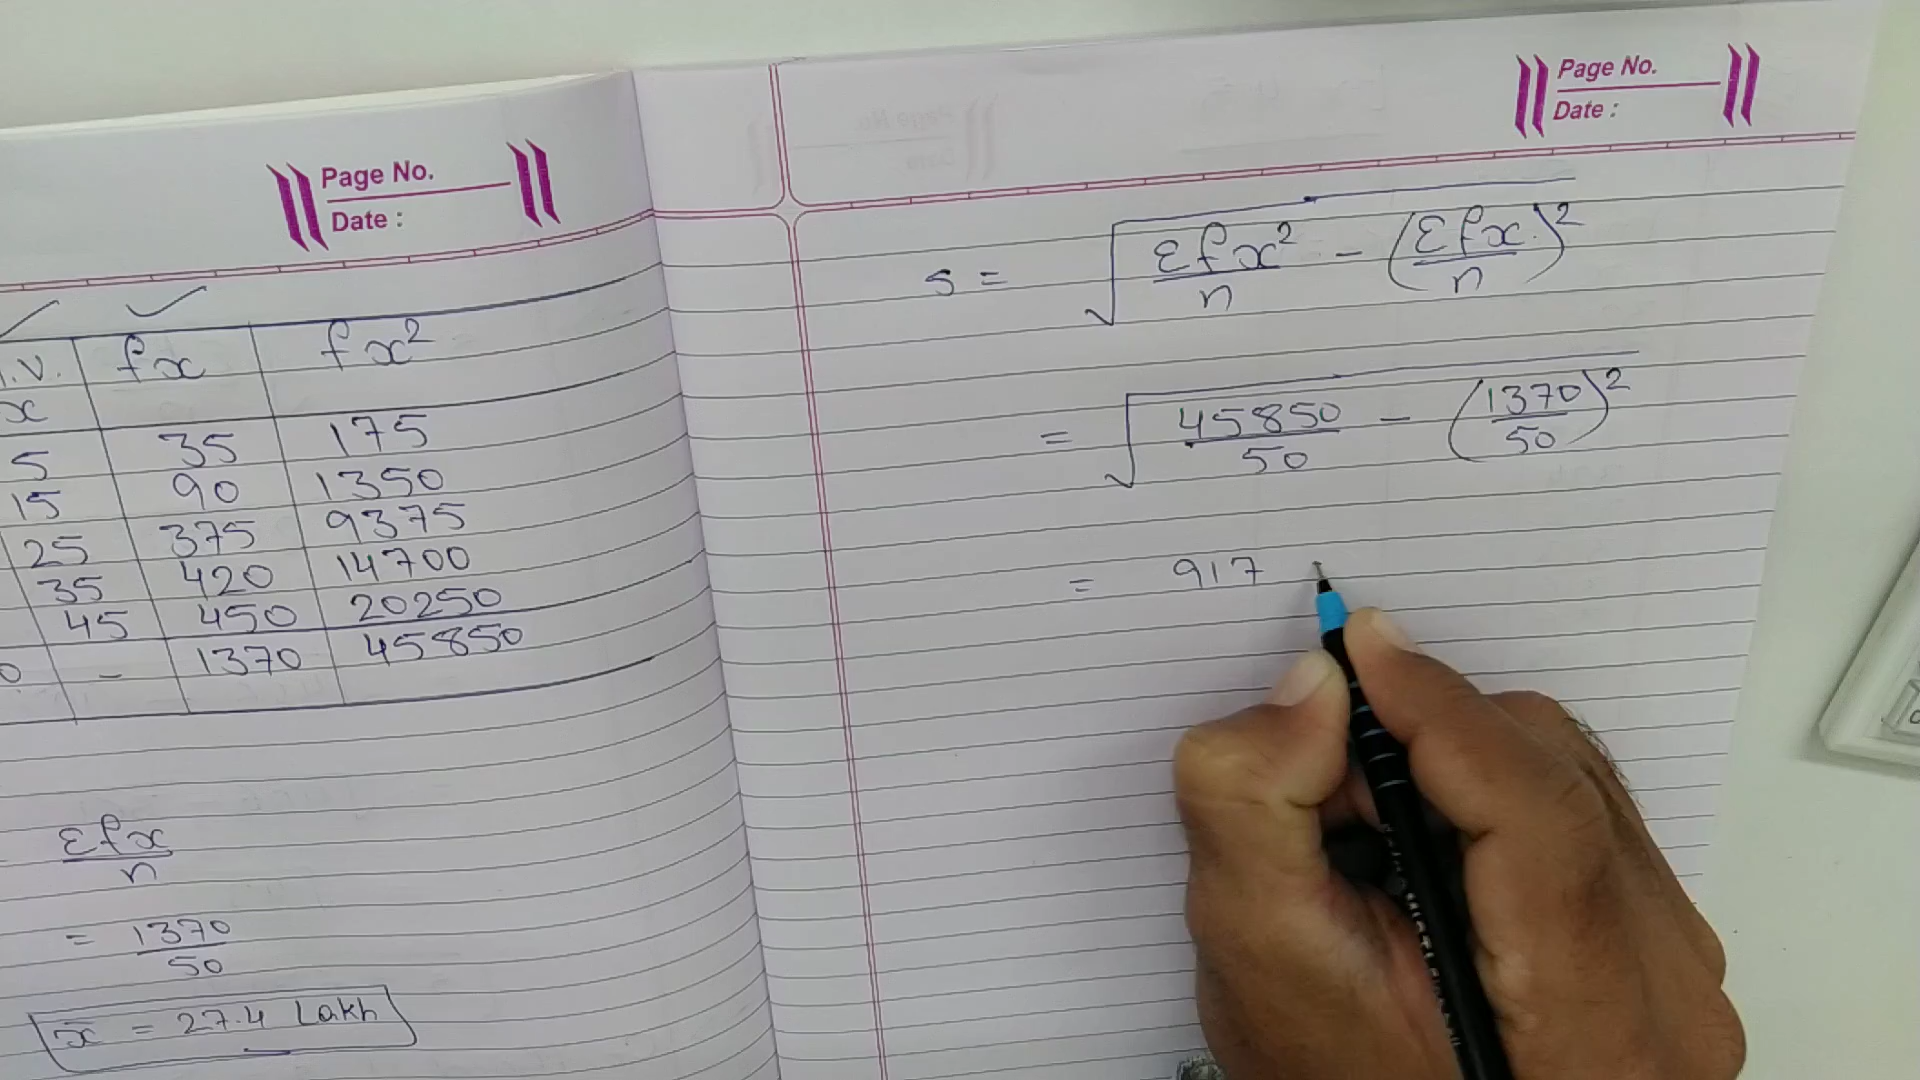 Page No.
Date :
.V. fx fx²
x
5 35 175
15 90 1350
25 375 9375
35 420 14700
45 450 20250
0 – 1370 45850
Σfx
n
= 1370
50
x̄ = 27.4 Lakh
Page No.
Date :
s = √ Σfx² / n – (Σfx / n)²
= √ 45850 / 50 – (1370 / 50)²
= 917